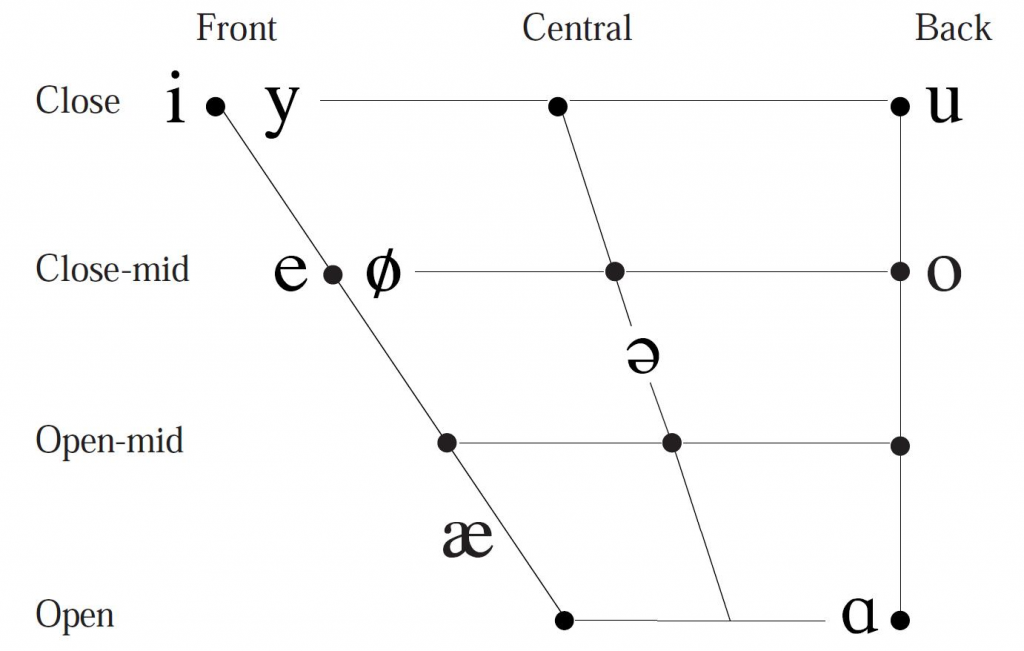 Front Central Back
Close i y u
Close-mid e ø o
ə
Open-mid
æ
Open ɑ